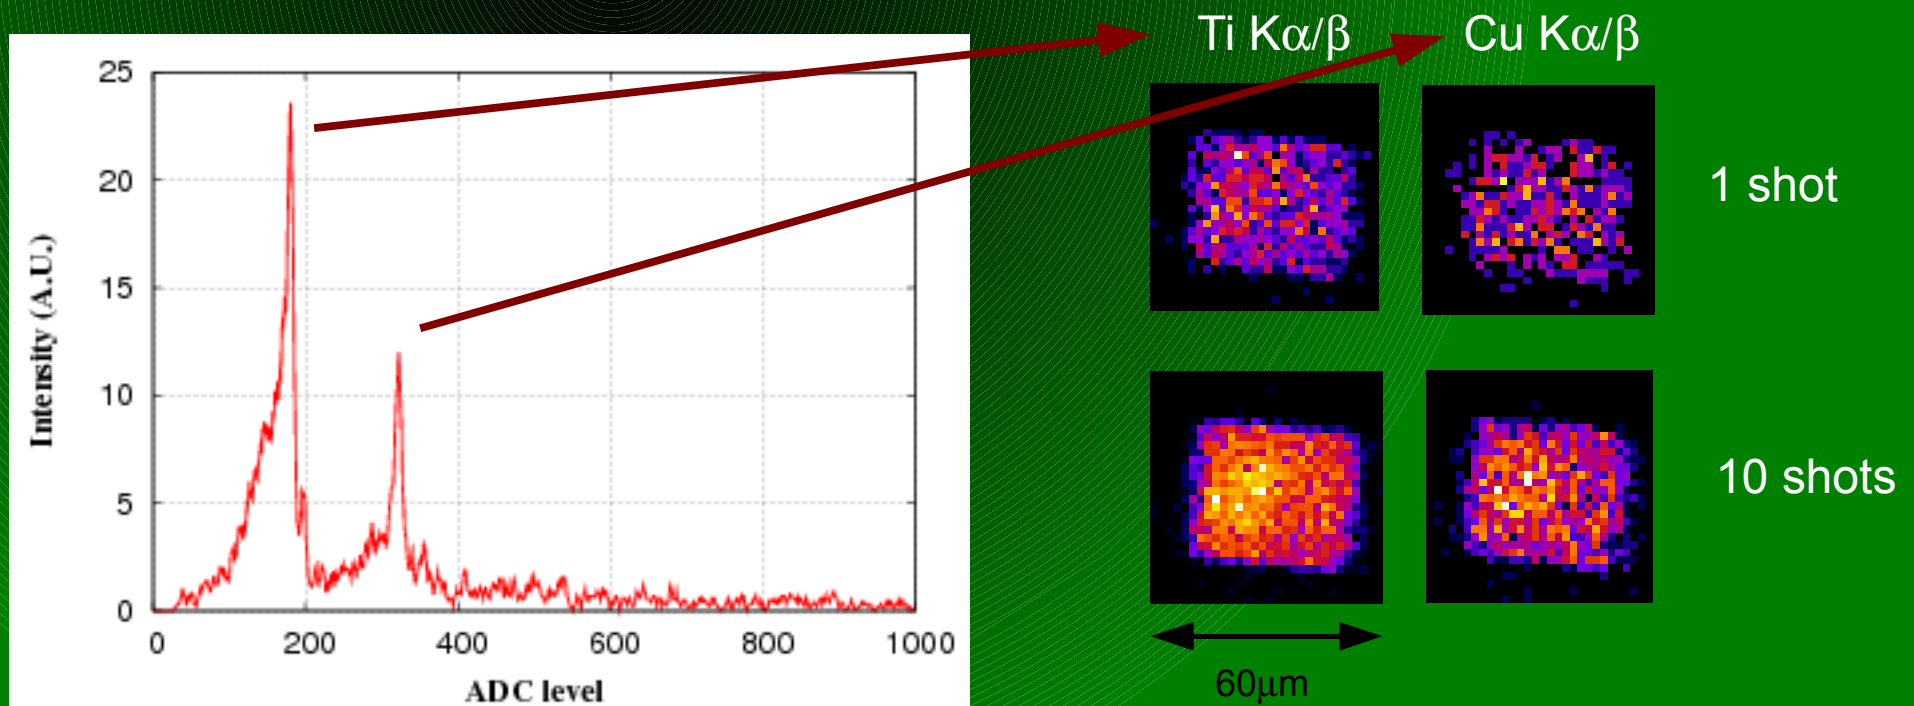 Ti Kα/β
Cu Kα/β
25
20
15
10
5
0
Intensity (A.U.)
0 200 400 600 800 1000
ADC level
1 shot
10 shots
60μm